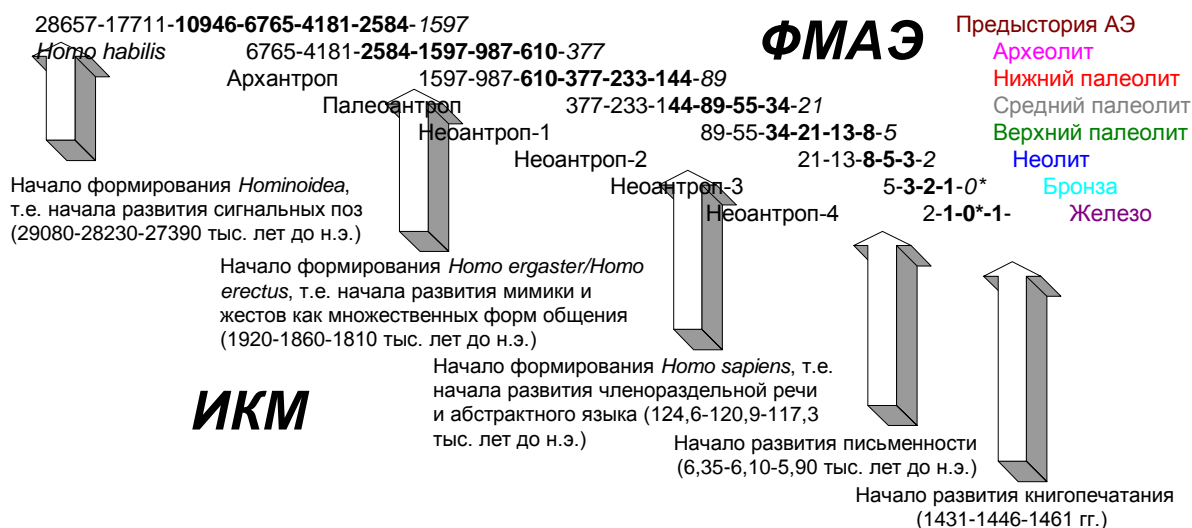 28657-17711-10946-6765-4181-2584-1597 ФМАЭ Предыстория АЭ
Homo habilis 6765-4181-2584-1597-987-610-377 Археолит
Архантроп 1597-987-610-377-233-144-89 Нижний палеолит
Палеоантроп 377-233-144-89-55-34-21 Средний палеолит
Неоантроп-1 89-55-34-21-13-8-5 Верхний палеолит
Неоантроп-2 21-13-8-5-3-2 Неолит
Неоантроп-3 5-3-2-1-0* Бронза
Неоантроп-4 2-1-0*-1- Железо
Начало формирования Hominoidea,
т.е. начала развития сигнальных поз
(29080-28230-27390 тыс. лет до н.э.)
Начало формирования Homo ergaster/Homo
erectus, т.е. начала развития мимики и
жестов как множественных форм общения
(1920-1860-1810 тыс. лет до н.э.)
ИКМ
Начало формирования Homo sapiens, т.е.
начала развития членораздельной речи
и абстрактного языка (124,6-120,9-117,3
тыс. лет до н.э.)
Начало развития письменности
(6,35-6,10-5,90 тыс. лет до н.э.)
Начало развития книгопечатания
(1431-1446-1461 гг.)